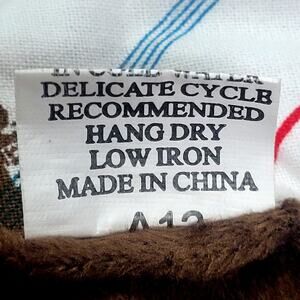 DELICATE CYCLE
RECOMMENDED
HANG DRY
LOW IRON
MADE IN CHINA